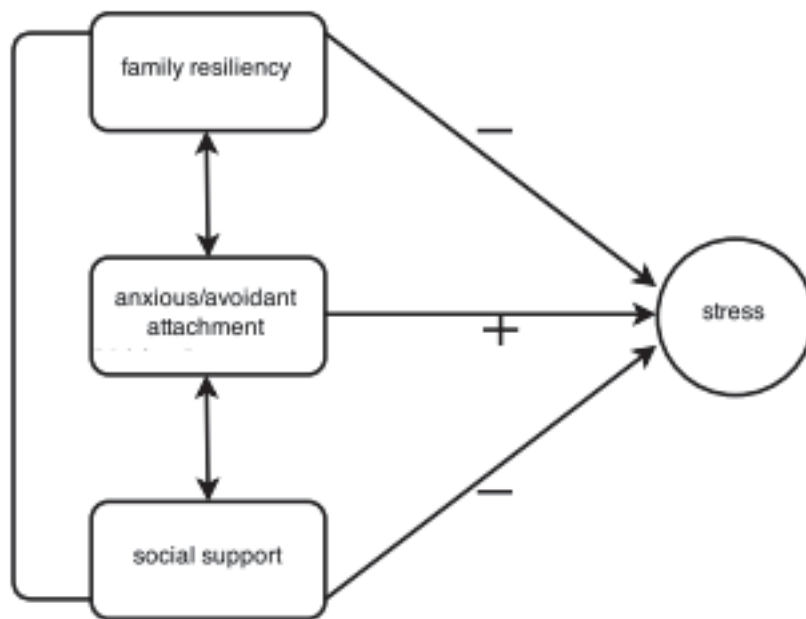 family resiliency
−
anxious/avoidant
attachment
+
stress
−
social support